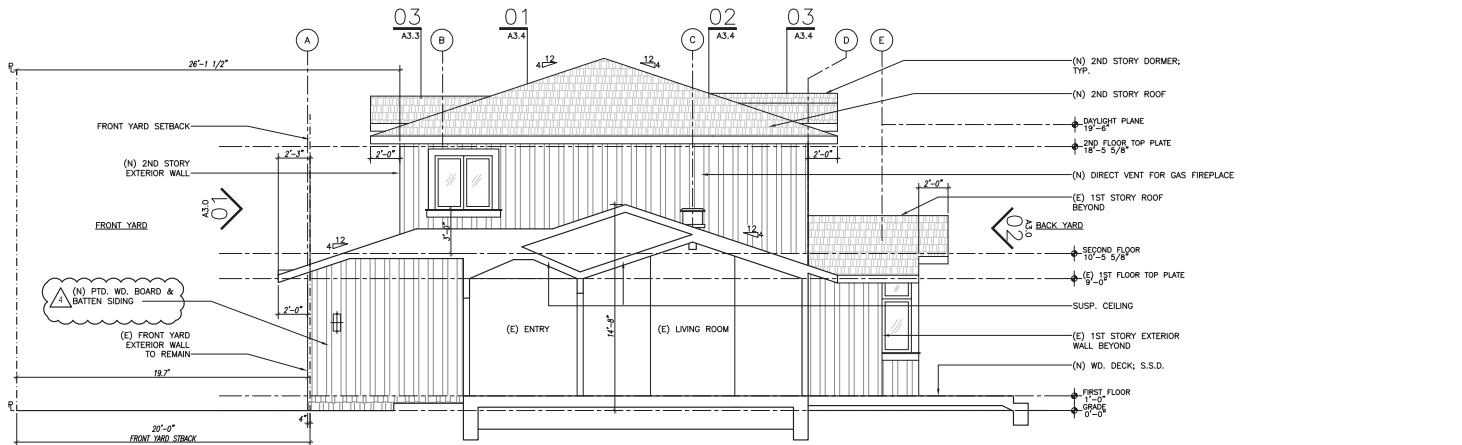 03
A3.3
01
A3.4
02
A3.4
03
A3.4
A
B
C
D
E
26'-1 1/2"
12
4
12
4
(N) 2ND STORY DORMER;
TYP.
(N) 2ND STORY ROOF
FRONT YARD SETBACK
DAYLIGHT PLANE
19'-6"
2ND FLOOR TOP PLATE
18'-5 5/8"
2'-3"
2'-0"
2'-0"
(N) 2ND STORY
EXTERIOR WALL
(N) DIRECT VENT FOR GAS FIREPLACE
2'-0"
(E) 1ST STORY ROOF
BEYOND
01
A3.0
FRONT YARD
02
A3.0
BACK YARD
3'-0"
12
4
12
4
SECOND FLOOR
10'-5 5/8"
(E) 1ST FLOOR TOP PLATE
9'-0"
4
(N) PTD. WD. BOARD &
BATTEN SIDING
2'-0"
SUSP. CEILING
14'-8"
(E) ENTRY
(E) LIVING ROOM
(E) FRONT YARD
EXTERIOR WALL
TO REMAIN
(E) 1ST STORY EXTERIOR
WALL BEYOND
19.7'
(N) WD. DECK; S.S.D.
FIRST FLOOR
1'-0"
GRADE
0'-0"
4"
20'-0"
FRONT YARD STBACK